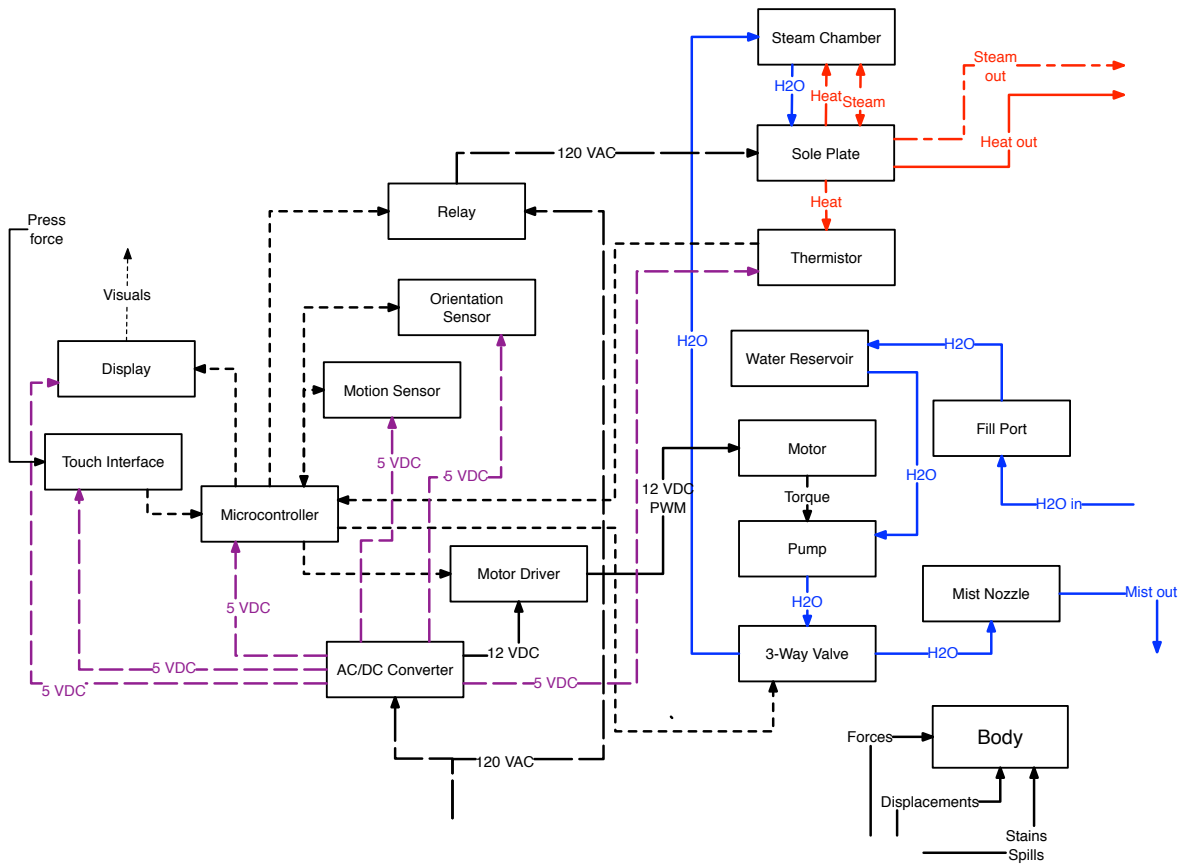 Steam Chamber
Steam
out
H2O
Heat
Steam
Heat out
120 VAC
Sole Plate
Heat
Relay
Press
force
Thermistor
Visuals
Orientation
Sensor
H2O
H2O
Water Reservoir
Display
Motion Sensor
Fill Port
Motor
Touch Interface
5 VDC
5 VDC
H2O
12 VDC
PWM
Torque
H2O in
Microcontroller
Pump
Motor Driver
Mist Nozzle
Mist out
H2O
5 VDC
12 VDC
3-Way Valve
H2O
AC/DC Converter
5 VDC
5 VDC
5 VDC
120 VAC
Forces
Body
Displacements
Stains
Spills